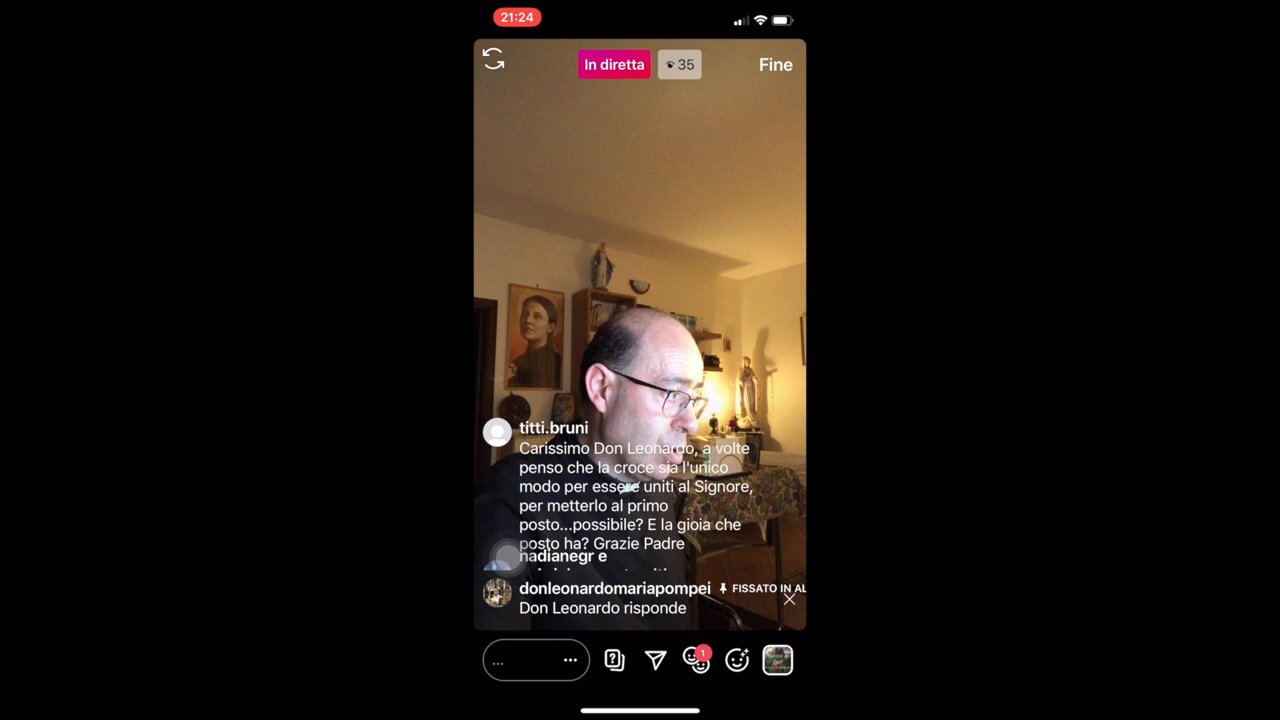 21:24
In diretta
35
Fine
titti.bruni
Carissimo Don Leonardo, a volte
penso che la croce sia l'unico
modo per essere uniti al Signore,
per metterlo al primo
posto...possibile? E la gioia che
posto ha? Grazie Padre
nadianegr e
donleonardomariapompei FISSATO IN AL
Don Leonardo risponde
...
1